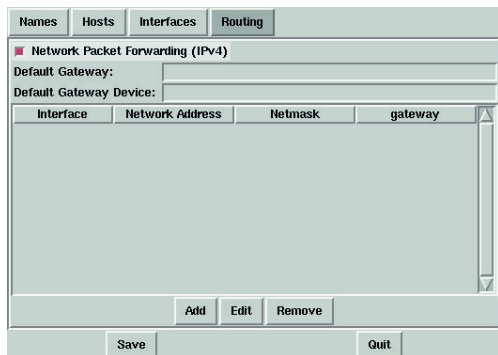 Names Hosts Interfaces Routing
Network Packet Forwarding (IPv4)
Default Gateway:
Default Gateway Device:
Interface Network Address Netmask gateway
Add Edit Remove
Save Quit